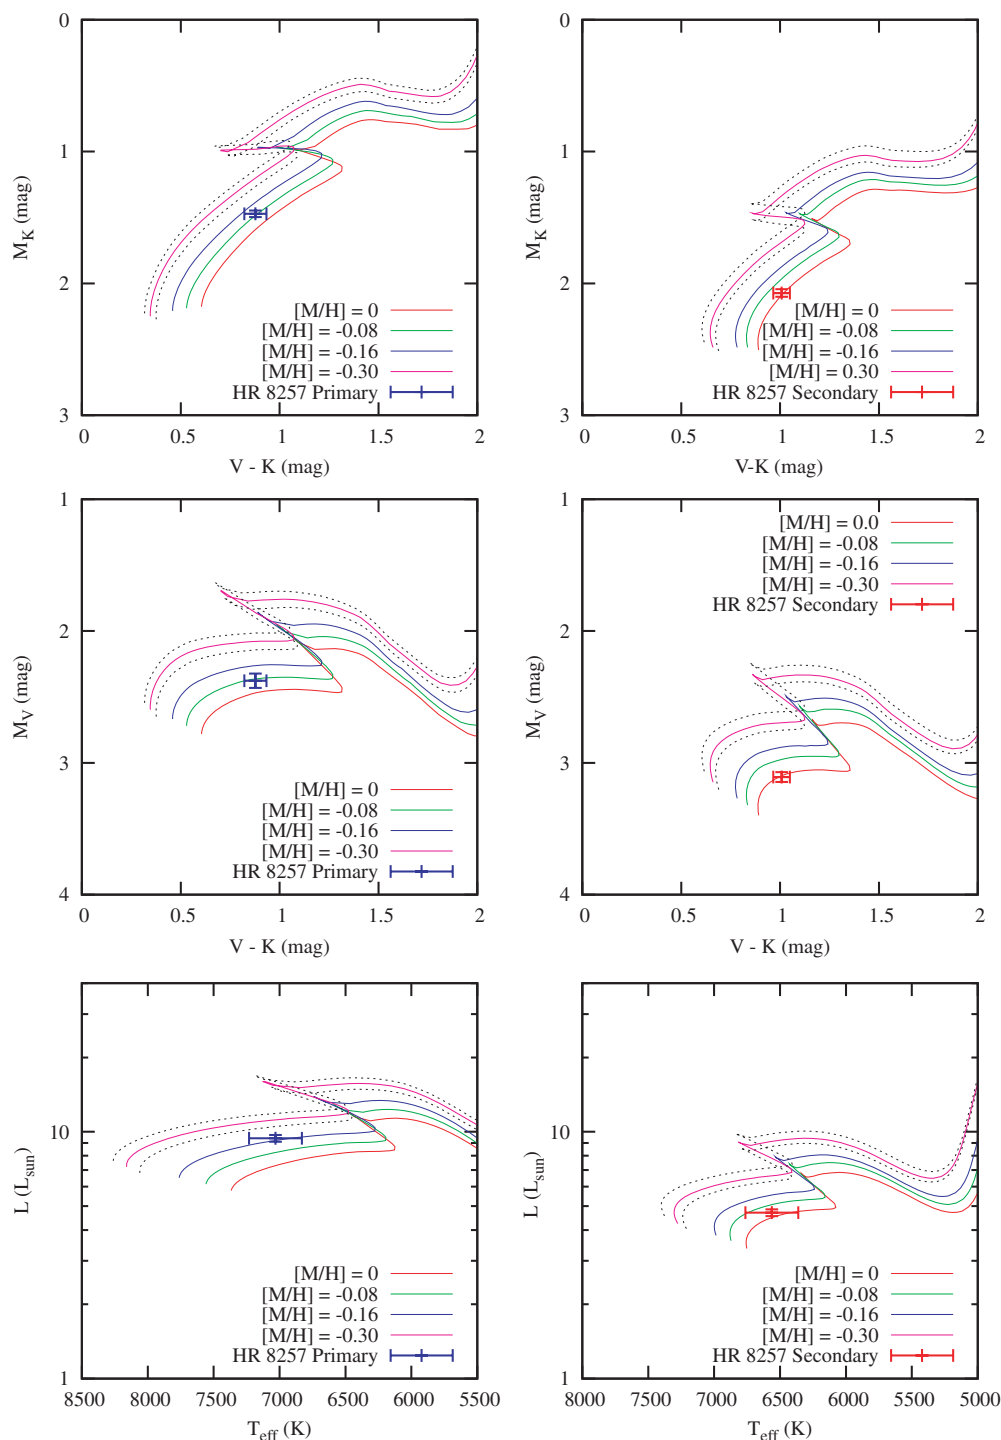 0
1
2
3
M_K (mag)
[M/H] = 0
[M/H] = -0.08
[M/H] = -0.16
[M/H] = -0.30
HR 8257 Primary
0 0.5 1 1.5 2
V - K (mag)
0
1
2
3
M_K (mag)
[M/H] = 0
[M/H] = -0.08
[M/H] = -0.16
[M/H] = 0.30
HR 8257 Secondary
0 0.5 1 1.5 2
V-K (mag)
1
2
3
4
M_V (mag)
[M/H] = 0
[M/H] = -0.08
[M/H] = -0.16
[M/H] = -0.30
HR 8257 Primary
0 0.5 1 1.5 2
V - K (mag)
1
2
3
4
M_V (mag)
[M/H] = 0.0
[M/H] = -0.08
[M/H] = -0.16
[M/H] = -0.30
HR 8257 Secondary
0 0.5 1 1.5 2
V - K (mag)
10
1
L (L_sun)
[M/H] = 0
[M/H] = -0.08
[M/H] = -0.16
[M/H] = -0.30
HR 8257 Primary
8500 8000 7500 7000 6500 6000 5500
T_eff (K)
10
1
L (L_sun)
[M/H] = 0
[M/H] = -0.08
[M/H] = -0.16
[M/H] = -0.30
HR 8257 Secondary
8000 7500 7000 6500 6000 5500 5000
T_eff (K)